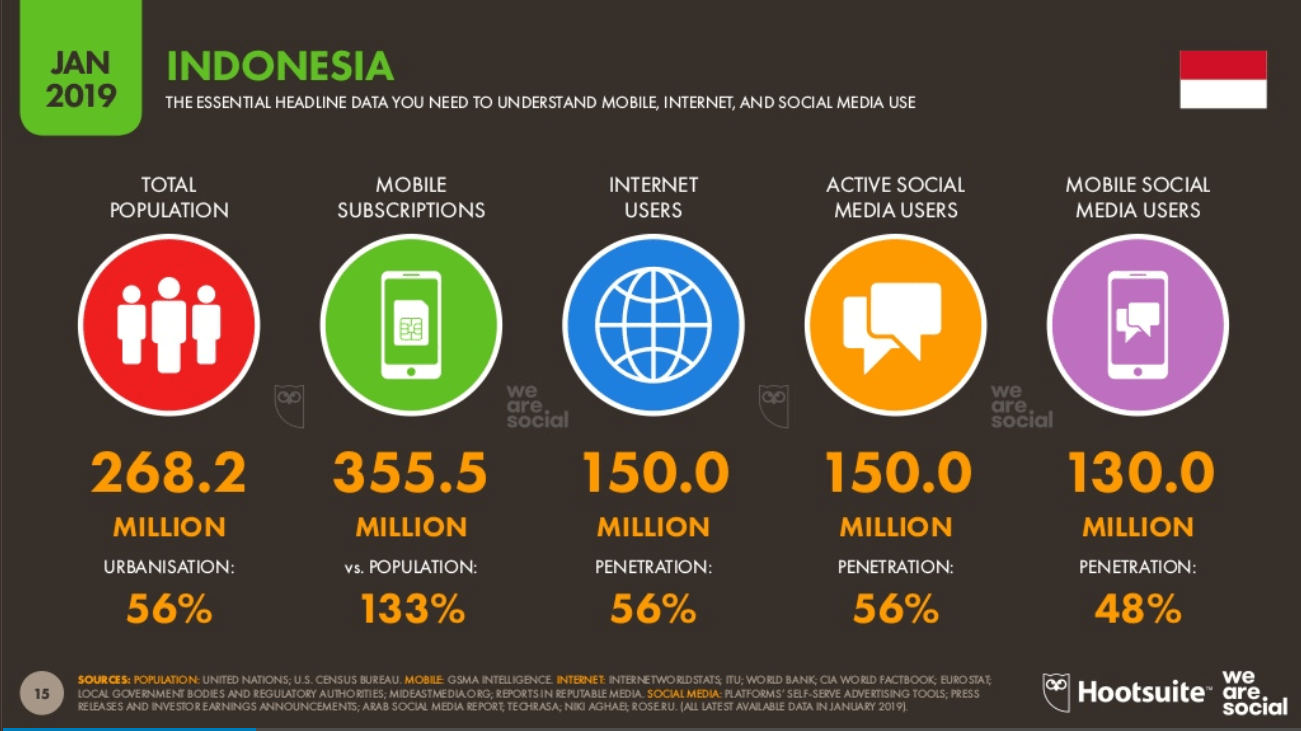 JAN
2019
INDONESIA
THE ESSENTIAL HEADLINE DATA YOU NEED TO UNDERSTAND MOBILE, INTERNET, AND SOCIAL MEDIA USE
TOTAL
POPULATION
MOBILE
SUBSCRIPTIONS
INTERNET
USERS
ACTIVE SOCIAL
MEDIA USERS
MOBILE SOCIAL
MEDIA USERS
we
are
social
we
are
social
268.2
MILLION
URBANISATION:
56%
355.5
MILLION
vs. POPULATION:
133%
150.0
MILLION
PENETRATION:
56%
150.0
MILLION
PENETRATION:
56%
130.0
MILLION
PENETRATION:
48%
15
SOURCES: POPULATION: UNITED NATIONS; U.S. CENSUS BUREAU. MOBILE: GSMA INTELLIGENCE. INTERNET: INTERNETWORLDSTATS; ITU; WORLD BANK; CIA WORLD FACTBOOK; EUROSTAT;
LOCAL GOVERNMENT BODIES AND REGULATORY AUTHORITIES; MIDEASTMEDIA.ORG; REPORTS IN REPUTABLE MEDIA. SOCIAL MEDIA: PLATFORMS' SELF-SERVE ADVERTISING TOOLS; PRESS
RELEASES AND INVESTOR EARNINGS ANNOUNCEMENTS; ARAB SOCIAL MEDIA REPORT; TECHRASA; NIKI AGHAEI; ROSE.RU. (ALL LATEST AVAILABLE DATA IN JANUARY 2019).
Hootsuite™
we
are
social